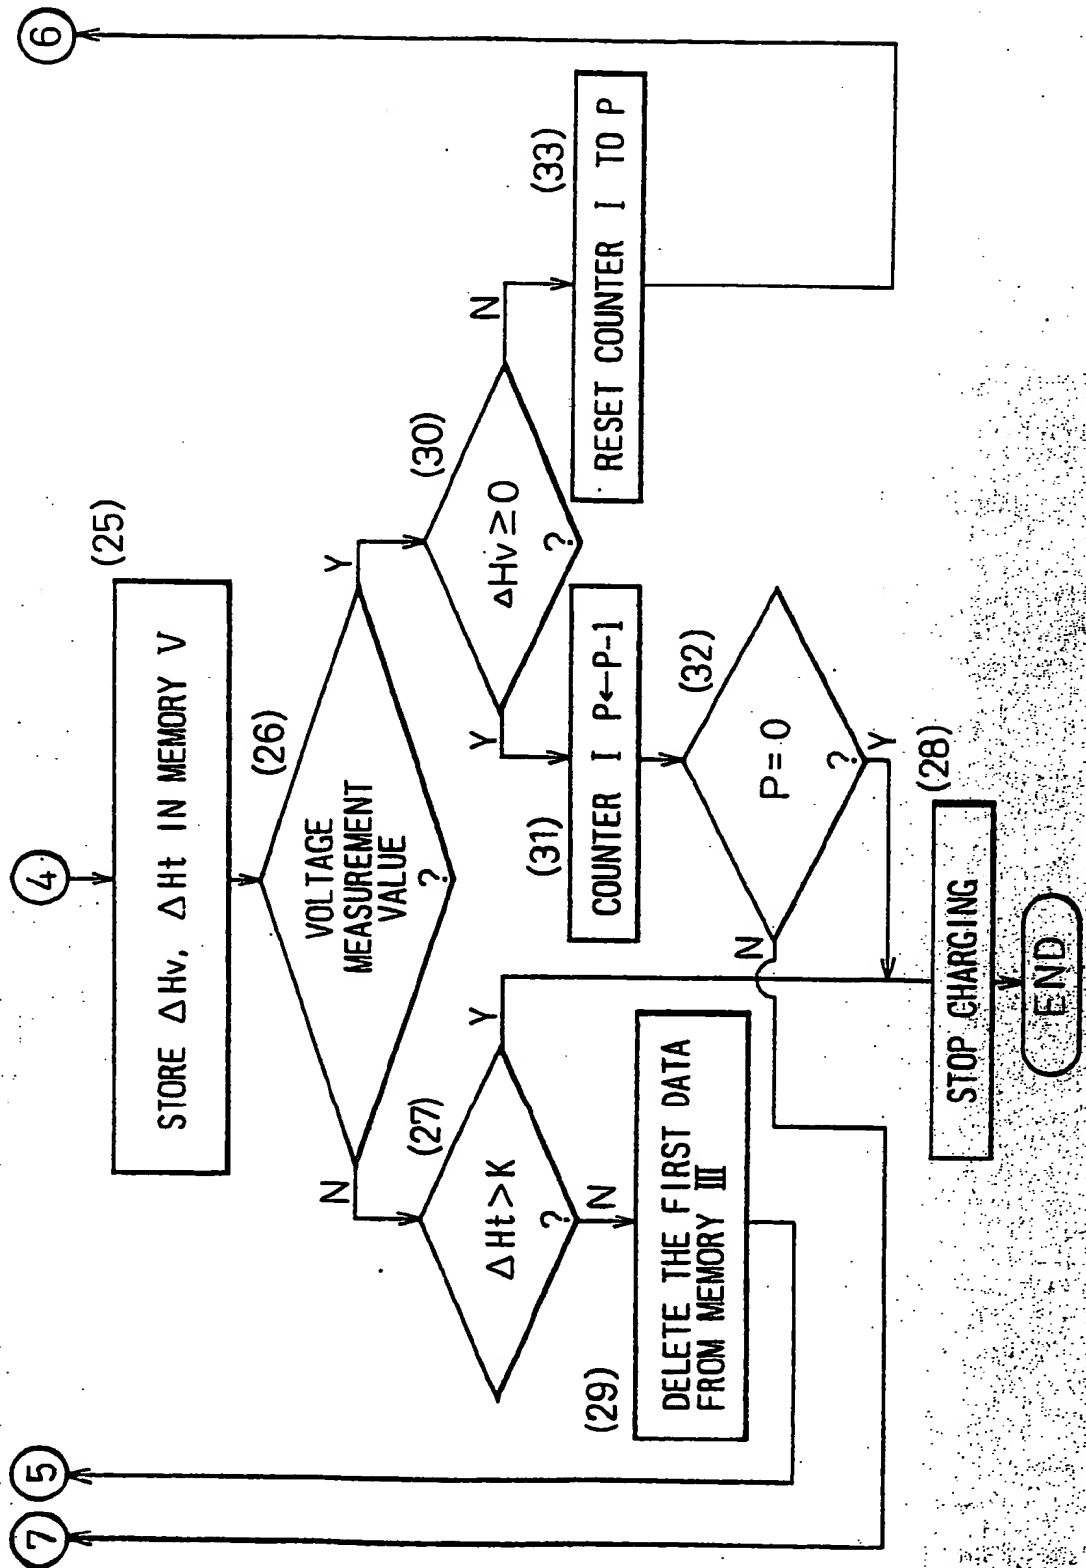 4
STORE ΔHv, ΔHt IN MEMORY V
(25)
(26)
VOLTAGE
MEASUREMENT
VALUE
?
N
Y
(27)
ΔHt>K
?
Y
N
(29)
DELETE THE FIRST DATA
FROM MEMORY III
(30)
ΔHv≥0
?
Y
N
(31)
COUNTER I P←P-1
(32)
P=0
?
N
Y
(33)
RESET COUNTER I TO P
(28)
STOP CHARGING
END
7
5
6